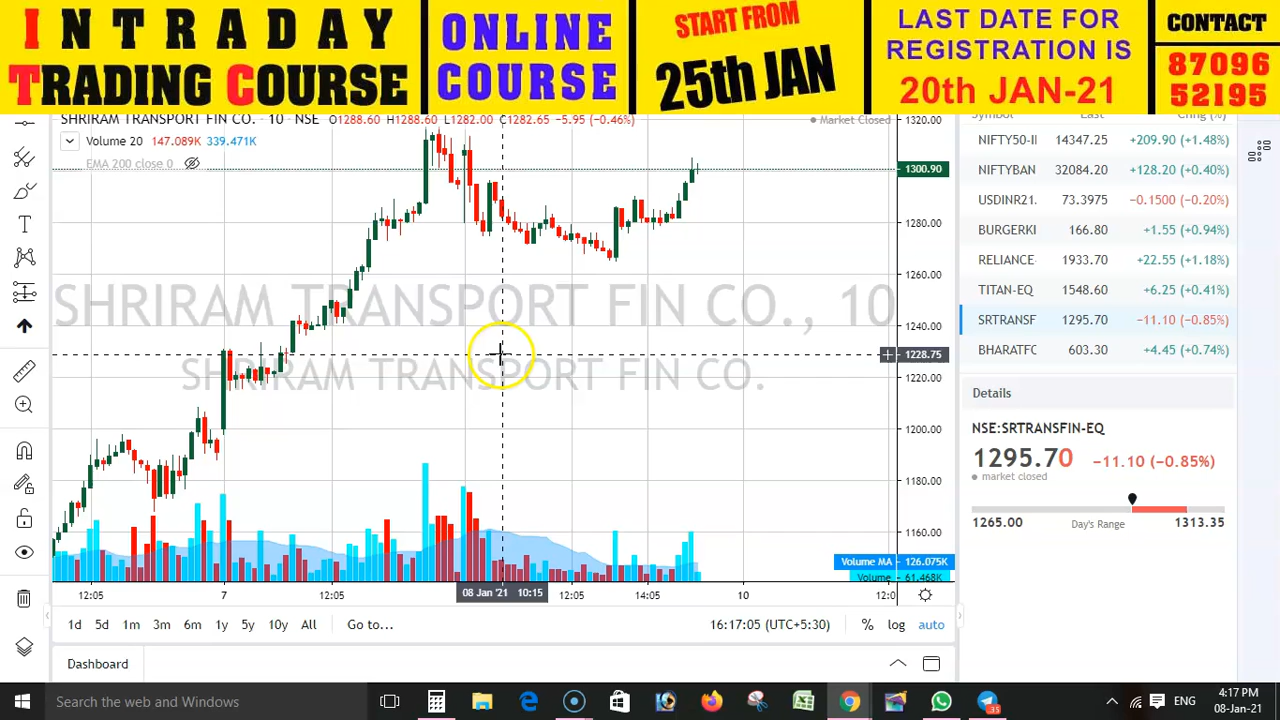 INTRADAY
TRADING COURSE
ONLINE
COURSE
START FROM
25th JAN
LAST DATE FOR
REGISTRATION IS
20th JAN-21
CONTACT
87096
52195
SHRIRAM TRANSPORT FIN CO. · 10 · NSE O1288.60 H1288.60 L1282.00 C1282.65 -5.95 (-0.46%)
Market Closed
Volume 20 147.089K 339.471K
EMA 200 close 0
SHRIRAM TRANSPORT FIN CO., 10
SHRIRAM TRANSPORT FIN CO.
1320.00
1300.90
1280.00
1260.00
1240.00
1228.75
1220.00
1200.00
1180.00
1160.00
Volume MA 126.075K
Volume 61.468K
12:05 7 12:05 08 Jan '21 10:15 12:05 14:05 10 12:0
1d 5d 1m 3m 6m 1y 5y 10y All Go to... 16:17:05 (UTC+5:30) % log auto
Dashboard
Symbol Last Chng (%)
NIFTY50-II 14347.25 +209.90 (+1.48%)
NIFTYBAN 32084.20 +128.20 (+0.40%)
USDINR21. 73.3975 −0.1500 (−0.20%)
BURGERKI 166.80 +1.55 (+0.94%)
RELIANCE 1933.70 +22.55 (+1.18%)
TITAN-EQ 1548.60 +6.25 (+0.41%)
SRTRANSF 1295.70 −11.10 (−0.85%)
BHARATFC 603.30 +4.45 (+0.74%)
Details
NSE:SRTRANSFIN-EQ
1295.70 −11.10 (−0.85%)
market closed
1265.00 Day's Range 1313.35
Search the web and Windows
35
ENG
4:17 PM
08-Jan-21